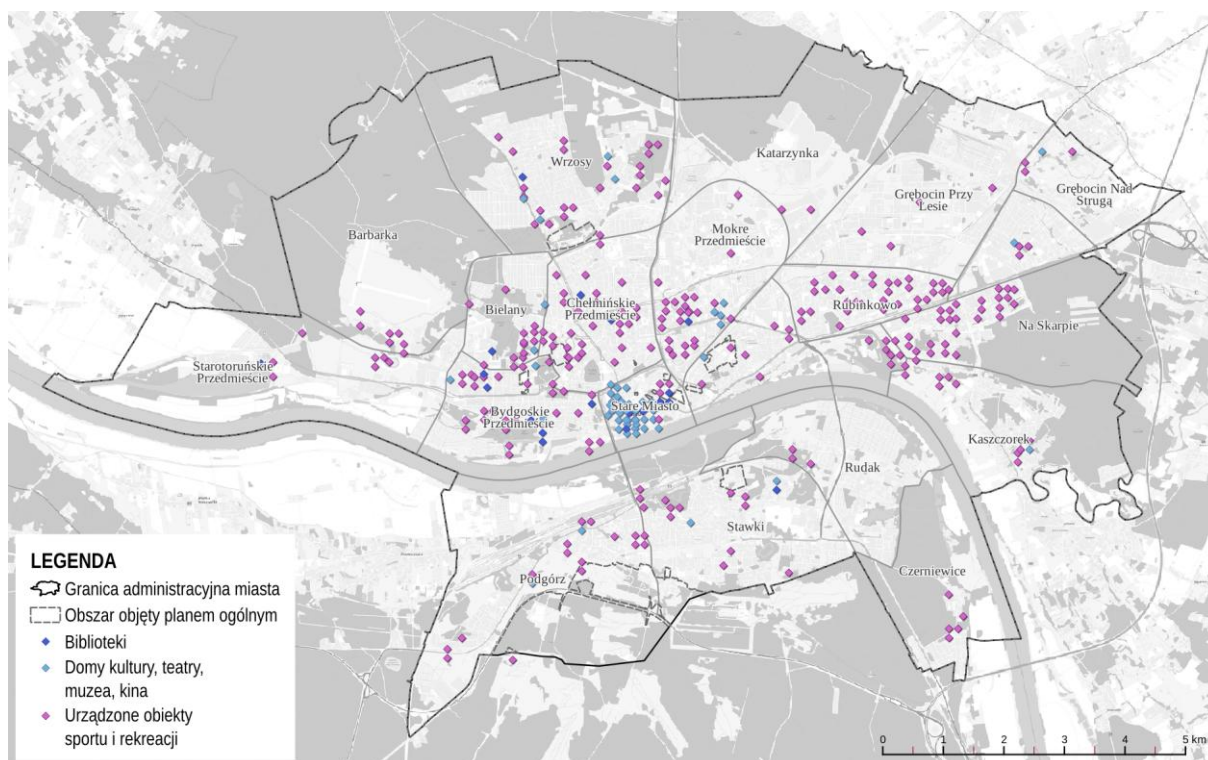 Wrzosy
Katarzynka
Grębocin Przy
Lesie
Grębocin Nad
Strugą
Barbarka
Mokre
Przedmieście
Bielany
Chełmińskie
Przedmieście
Rubinkowo
Na Skarpie
Starotoruńskie
Przedmieście
Bydgoskie
Przedmieście
Stare Miasto
Kaszczorek
Rudak
Stawki
Podgórz
Czerniewice
LEGENDA
Granica administracyjna miasta
Obszar objęty planem ogólnym
Biblioteki
Domy kultury, teatry,
muzea, kina
Urządzone obiekty
sportu i rekreacji
0 1 2 3 4 5 km